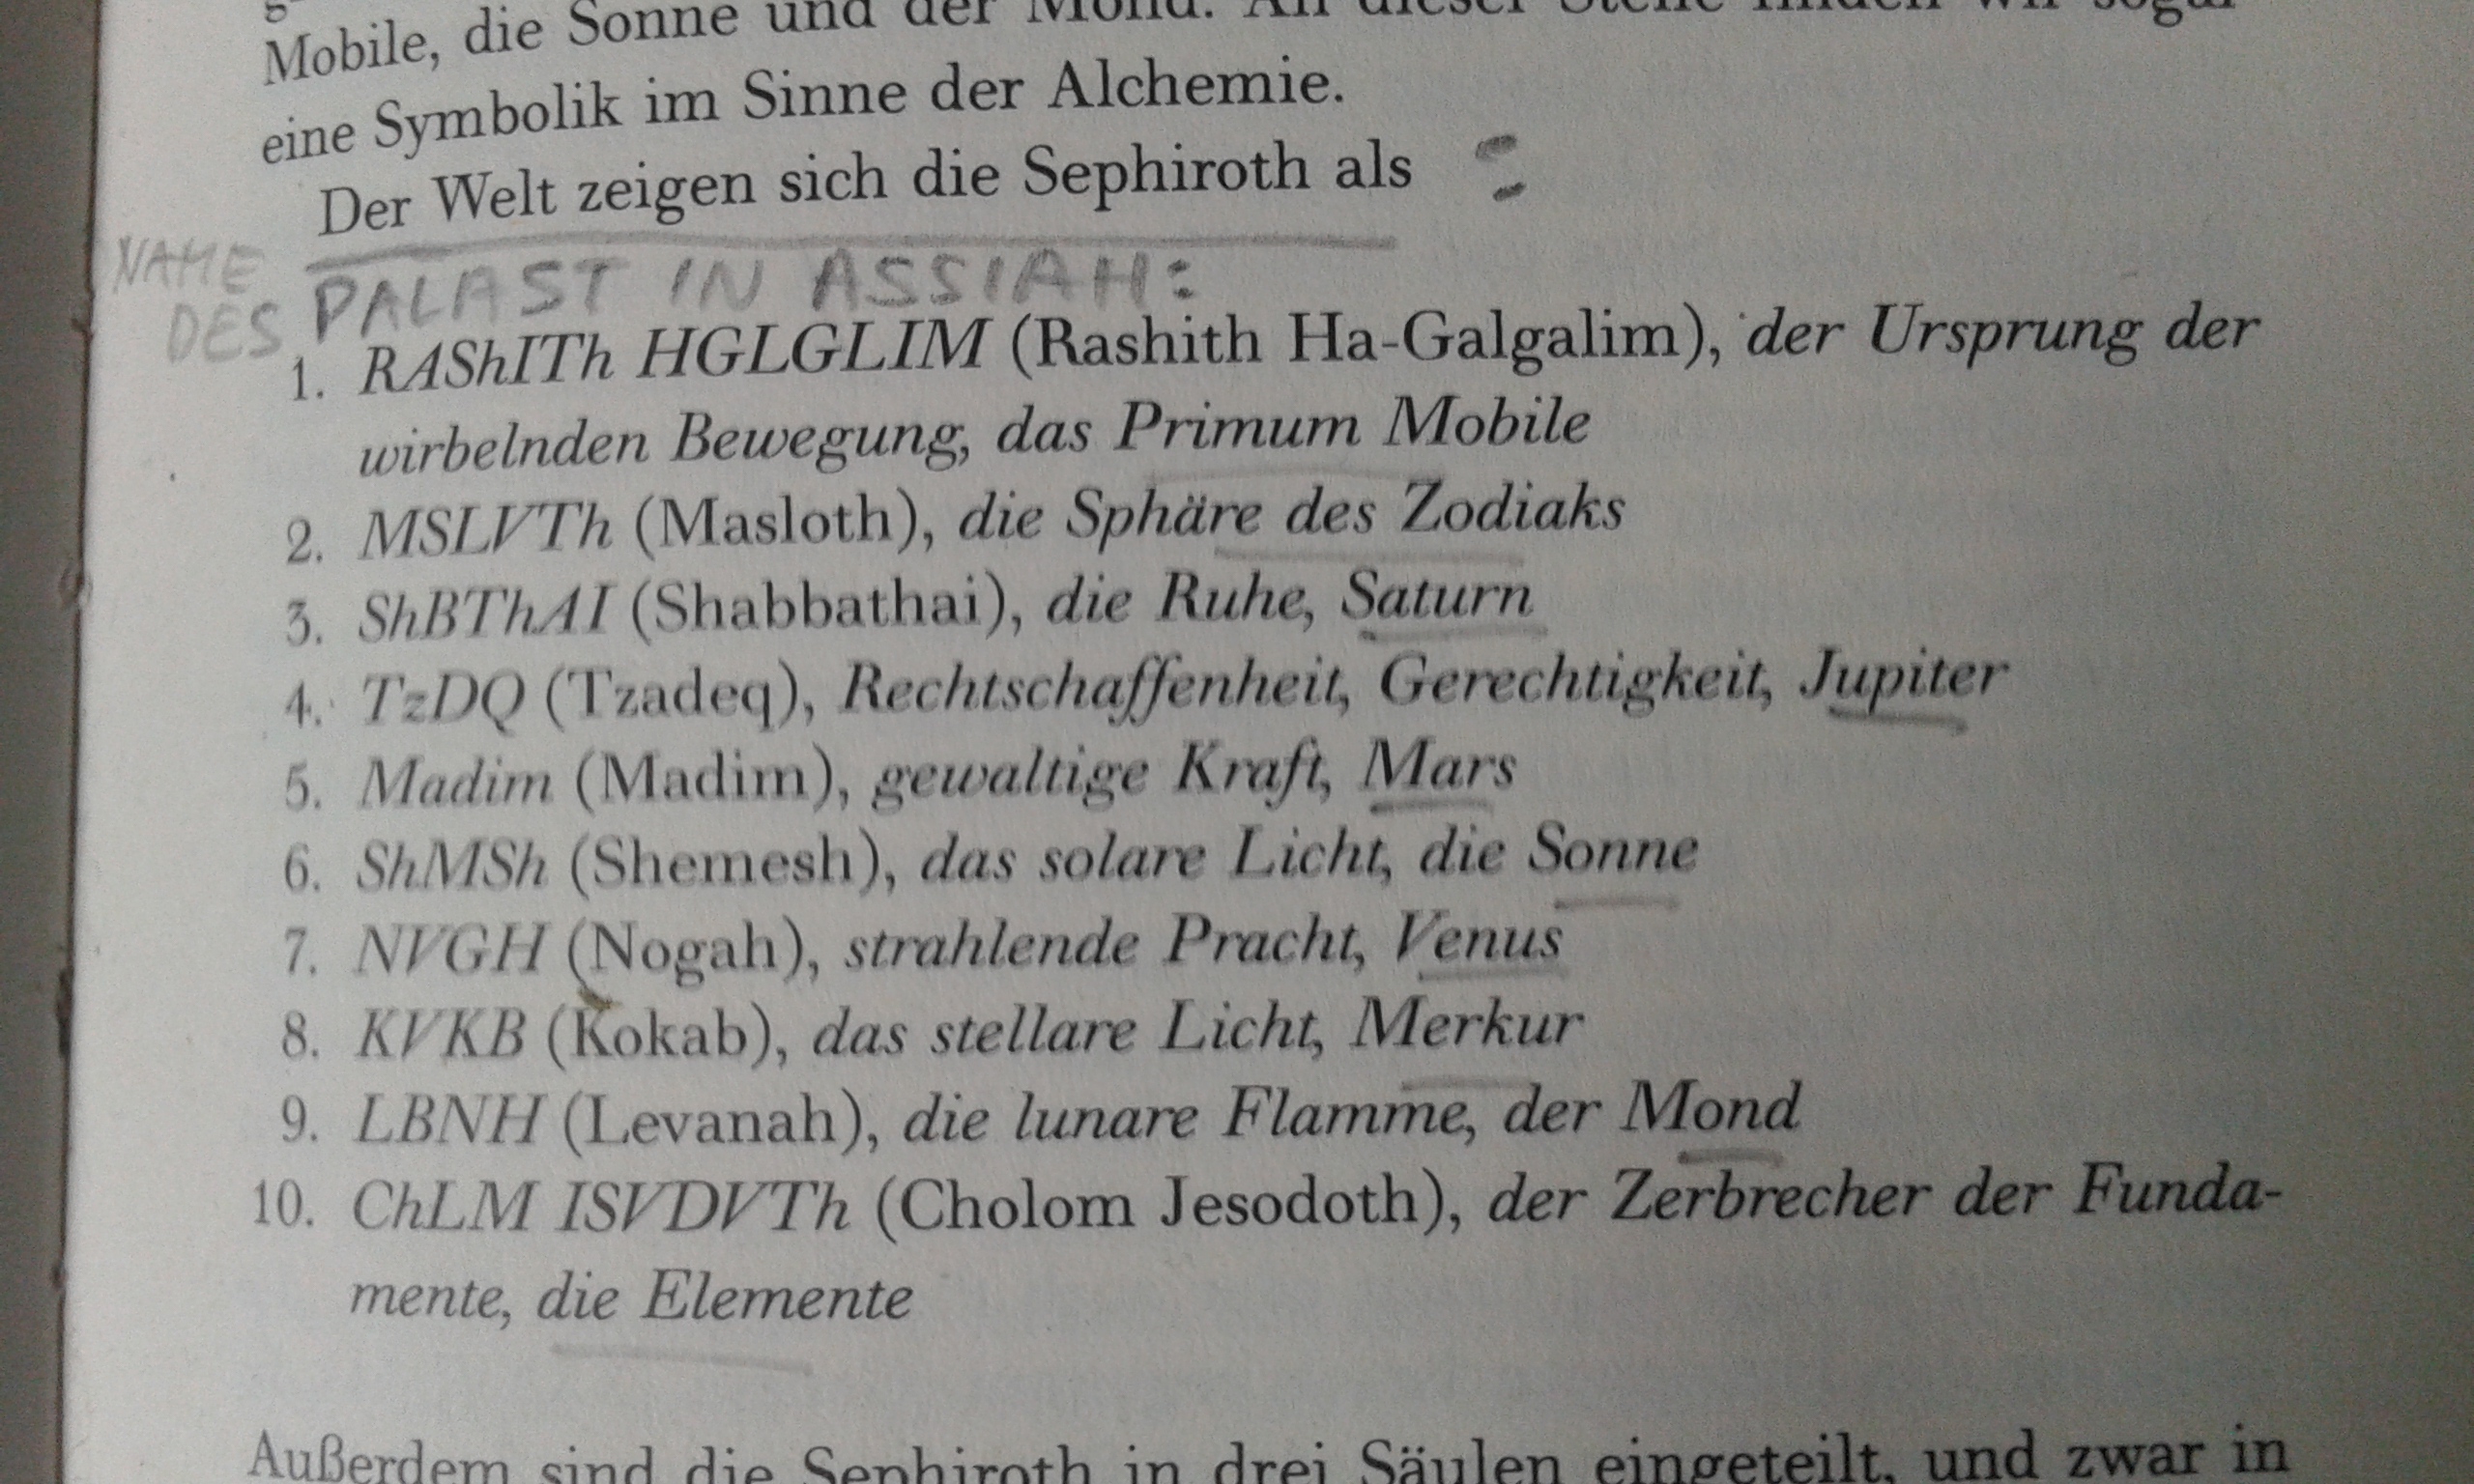 Mobile, die Sonne und der Mond. An dieser Stelle finden wir sogar
eine Symbolik im Sinne der Alchemie.
Der Welt zeigen sich die Sephiroth als :
NAME
DES PALAST IN ASSIAH:
1. RAShITh HGLGLIM (Rashith Ha-Galgalim), der Ursprung der
wirbelnden Bewegung, das Primum Mobile
2. MSLVTh (Masloth), die Sphäre des Zodiaks
3. ShBThAI (Shabbathai), die Ruhe, Saturn
4. TzDQ (Tzadeq), Rechtschaffenheit, Gerechtigkeit, Jupiter
5. Madim (Madim), gewaltige Kraft, Mars
6. ShMSh (Shemesh), das solare Licht, die Sonne
7. NVGH (Nogah), strahlende Pracht, Venus
8. KVKB (Kokab), das stellare Licht, Merkur
9. LBNH (Levanah), die lunare Flamme, der Mond
10. ChLM ISVDVTh (Cholom Jesodoth), der Zerbrecher der Funda-
mente, die Elemente
Außerdem sind die Sephiroth in drei Säulen eingeteilt, und zwar in